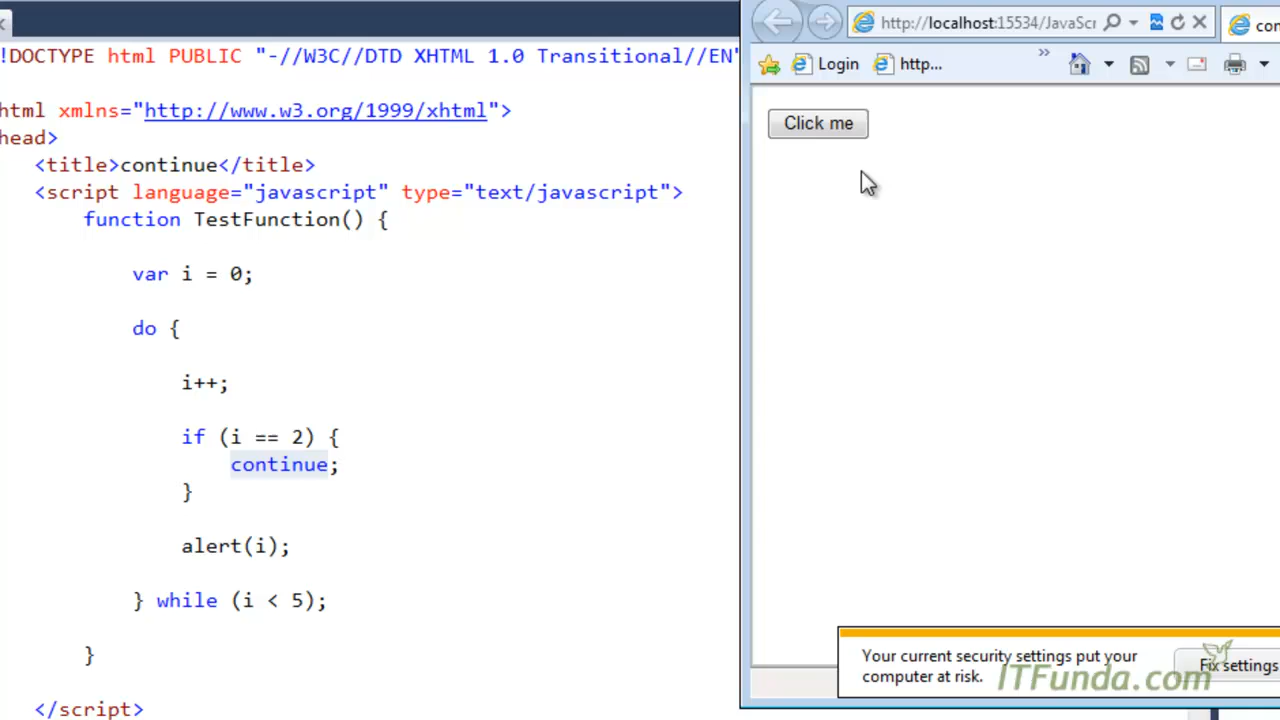 !DOCTYPE html PUBLIC "-//W3C//DTD XHTML 1.0 Transitional//EN"
html xmlns="http://www.w3.org/1999/xhtml">
head>
<title>continue</title>
<script language="javascript" type="text/javascript">
function TestFunction() {
var i = 0;
do {
i++;
if (i == 2) {
continue;
}
alert(i);
} while (i < 5);
}
</script>
http://localhost:15534/JavaScr
con
Login
http...
»
Click me
Your current security settings put your
computer at risk.
Fix settings
ITFunda.com